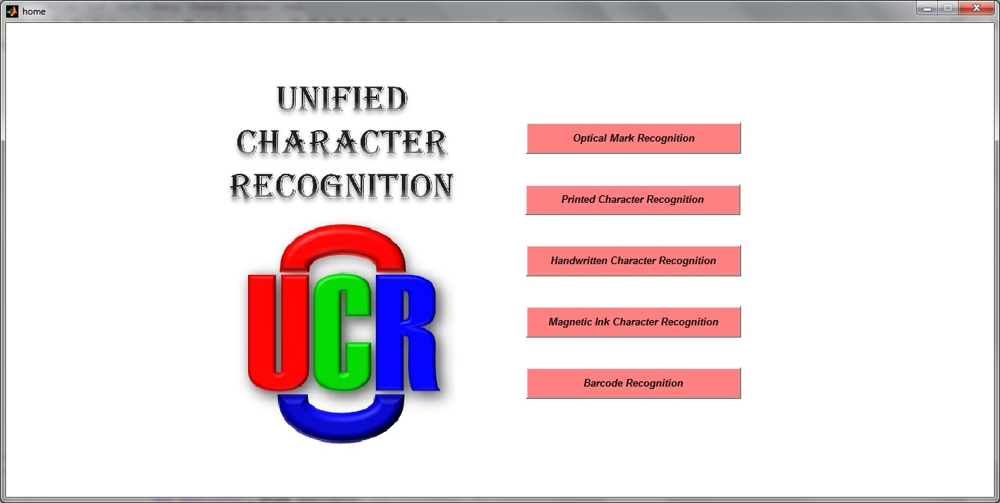 home
UNIFIED
CHARACTER
RECOGNITION
UCR
Optical Mark Recognition
Printed Character Recognition
Handwritten Character Recognition
Magnetic Ink Character Recognition
Barcode Recognition